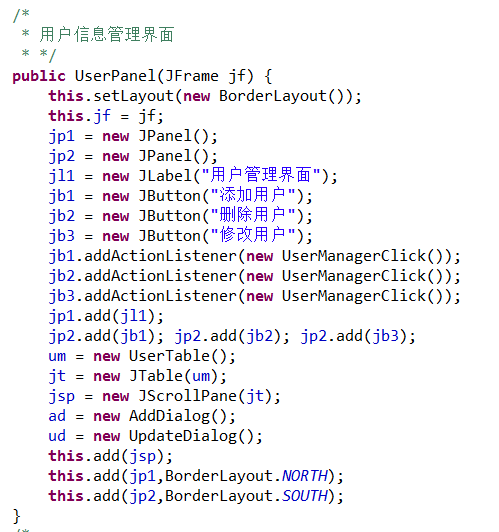 /*
 * 用户信息管理界面
 * */
public UserPanel(JFrame jf) {
    this.setLayout(new BorderLayout());
    this.jf = jf;
    jp1 = new JPanel();
    jp2 = new JPanel();
    jl1 = new JLabel("用户管理界面");
    jb1 = new JButton("添加用户");
    jb2 = new JButton("删除用户");
    jb3 = new JButton("修改用户");
    jb1.addActionListener(new UserManagerClick());
    jb2.addActionListener(new UserManagerClick());
    jb3.addActionListener(new UserManagerClick());
    jp1.add(jl1);
    jp2.add(jb1); jp2.add(jb2); jp2.add(jb3);
    um = new UserTable();
    jt = new JTable(um);
    jsp = new JScrollPane(jt);
    ad = new AddDialog();
    ud = new UpdateDialog();
    this.add(jsp);
    this.add(jp1,BorderLayout.NORTH);
    this.add(jp2,BorderLayout.SOUTH);
}
/*